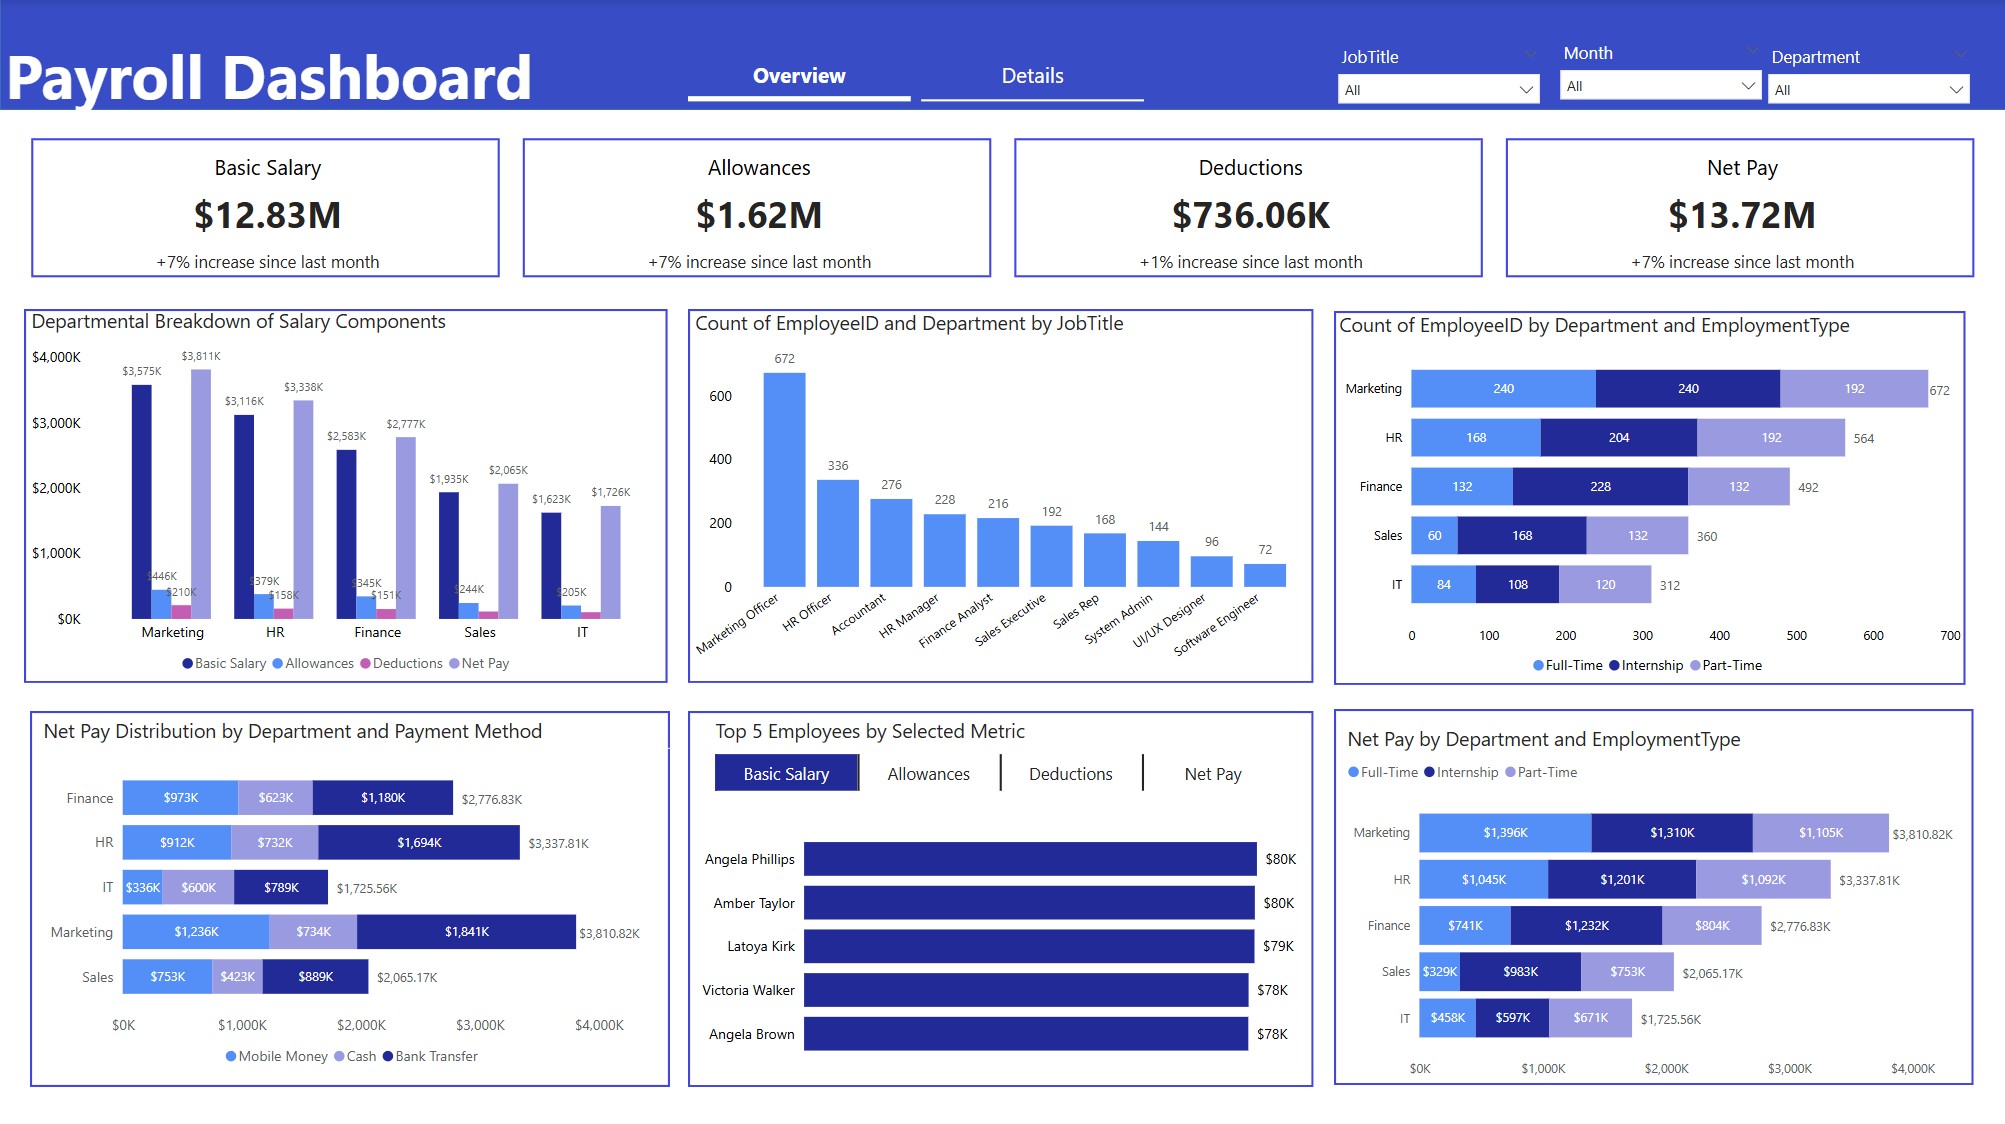 Payroll Dashboard
Overview
Details
JobTitle
All
Month
All
Department
All
Basic Salary
$12.83M
+7% increase since last month
Allowances
$1.62M
+7% increase since last month
Deductions
$736.06K
+1% increase since last month
Net Pay
$13.72M
+7% increase since last month
Departmental Breakdown of Salary Components
$4,000K
$3,000K
$2,000K
$1,000K
$0K
$3,575K
$446K
$210K
$3,811K
$3,116K
$379K
$158K
$3,338K
$2,583K
$345K
$151K
$2,777K
$1,935K
$244K
$2,065K
$1,623K
$205K
$1,726K
Marketing HR Finance Sales IT
Basic Salary Allowances Deductions Net Pay
Count of EmployeeID and Department by JobTitle
600
400
200
0
672
336
276
228
216
192
168
144
96
72
Marketing Officer
HR Officer
Accountant
HR Manager
Finance Analyst
Sales Executive
Sales Rep
System Admin
UI/UX Designer
Software Engineer
Count of EmployeeID by Department and EmploymentType
Marketing 240 240 192 672
HR 168 204 192 564
Finance 132 228 132 492
Sales 60 168 132 360
IT 84 108 120 312
0 100 200 300 400 500 600 700
Full-Time Internship Part-Time
Net Pay Distribution by Department and Payment Method
Finance $973K $623K $1,180K $2,776.83K
HR $912K $732K $1,694K $3,337.81K
IT $336K $600K $789K $1,725.56K
Marketing $1,236K $734K $1,841K $3,810.82K
Sales $753K $423K $889K $2,065.17K
$0K $1,000K $2,000K $3,000K $4,000K
Mobile Money Cash Bank Transfer
Top 5 Employees by Selected Metric
Basic Salary Allowances Deductions Net Pay
Angela Phillips $80K
Amber Taylor $80K
Latoya Kirk $79K
Victoria Walker $78K
Angela Brown $78K
Net Pay by Department and EmploymentType
Full-Time Internship Part-Time
Marketing $1,396K $1,310K $1,105K $3,810.82K
HR $1,045K $1,201K $1,092K $3,337.81K
Finance $741K $1,232K $804K $2,776.83K
Sales $329K $983K $753K $2,065.17K
IT $458K $597K $671K $1,725.56K
$0K $1,000K $2,000K $3,000K $4,000K